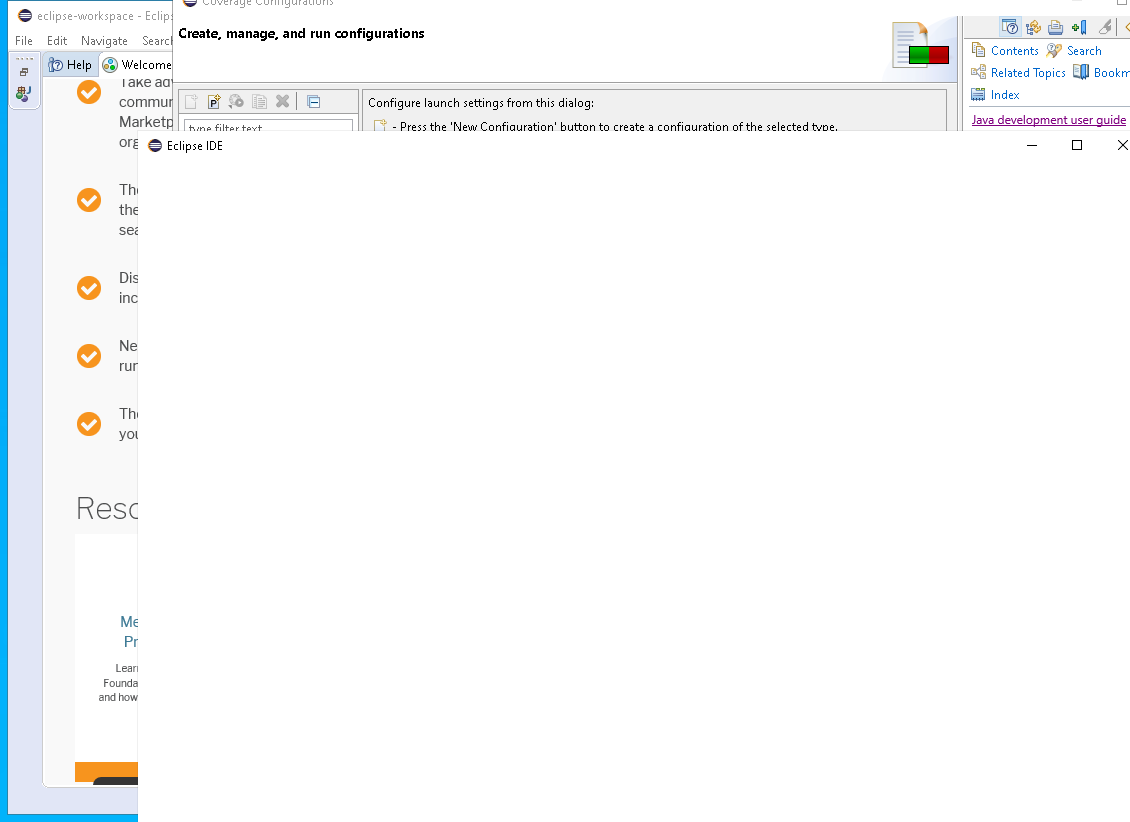 eclipse-workspace - Eclips
Coverage Configurations
File Edit Navigate Search
Create, manage, and run configurations
Contents Search
Help Welcome
Related Topics Bookm
Index
Take adv
commun
Marketp
org
Configure launch settings from this dialog:
type filter text
- Press the 'New Configuration' button to create a configuration of the selected type.
Java development user guide
Eclipse IDE
The
the
sea
Dis
inc
Ne
run
The
you
Reso
Me
Pr
Learn
Founda
and how